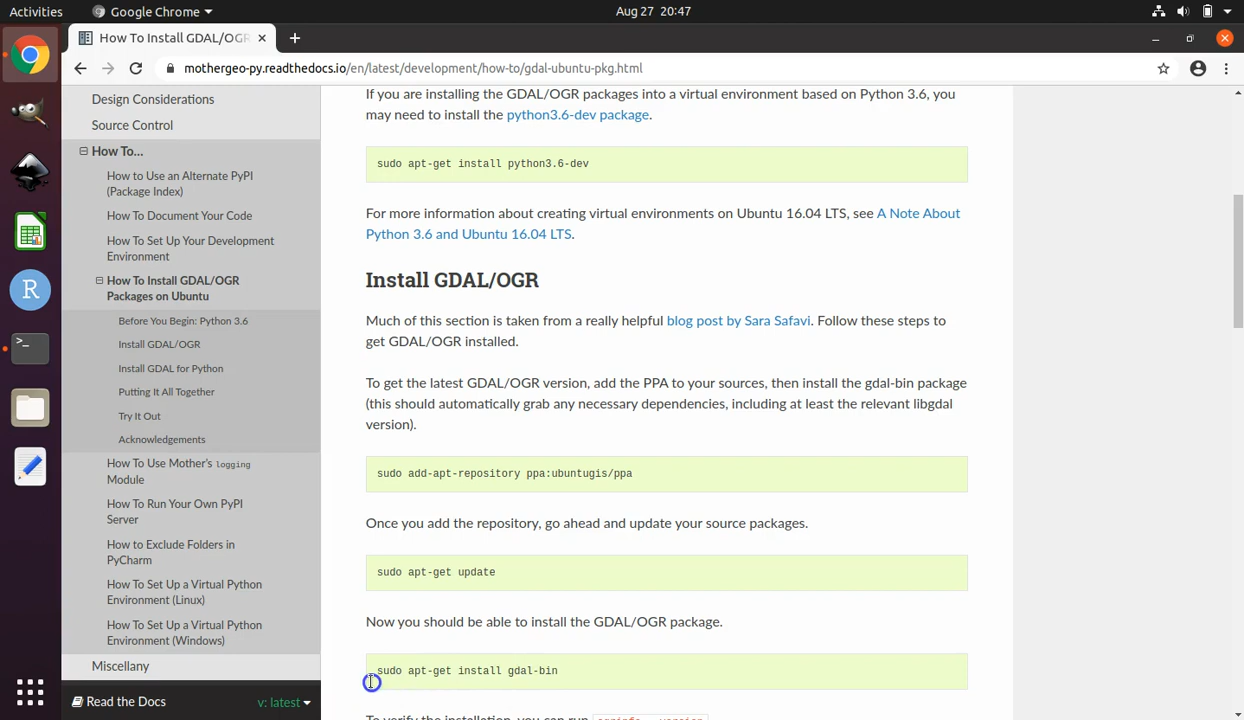 Activities
Google Chrome
Aug 27 20:47
How To Install GDAL/OGR
mothergeo-py.readthedocs.io/en/latest/development/how-to/gdal-ubuntu-pkg.html
Design Considerations
Source Control
How To...
How to Use an Alternate PyPI
(Package Index)
How To Document Your Code
How To Set Up Your Development
Environment
How To Install GDAL/OGR
Packages on Ubuntu
Before You Begin: Python 3.6
Install GDAL/OGR
Install GDAL for Python
Putting It All Together
Try It Out
Acknowledgements
How To Use Mother's logging
Module
How To Run Your Own PyPI
Server
How to Exclude Folders in
PyCharm
How To Set Up a Virtual Python
Environment (Linux)
How To Set Up a Virtual Python
Environment (Windows)
Miscellany
Read the Docs
v: latest
If you are installing the GDAL/OGR packages into a virtual environment based on Python 3.6, you
may need to install the python3.6-dev package.
sudo apt-get install python3.6-dev
For more information about creating virtual environments on Ubuntu 16.04 LTS, see A Note About
Python 3.6 and Ubuntu 16.04 LTS.
Install GDAL/OGR
Much of this section is taken from a really helpful blog post by Sara Safavi. Follow these steps to
get GDAL/OGR installed.
To get the latest GDAL/OGR version, add the PPA to your sources, then install the gdal-bin package
(this should automatically grab any necessary dependencies, including at least the relevant libgdal
version).
sudo add-apt-repository ppa:ubuntugis/ppa
Once you add the repository, go ahead and update your source packages.
sudo apt-get update
Now you should be able to install the GDAL/OGR package.
sudo apt-get install gdal-bin
To verify the installation, you can run ogrinfo --version